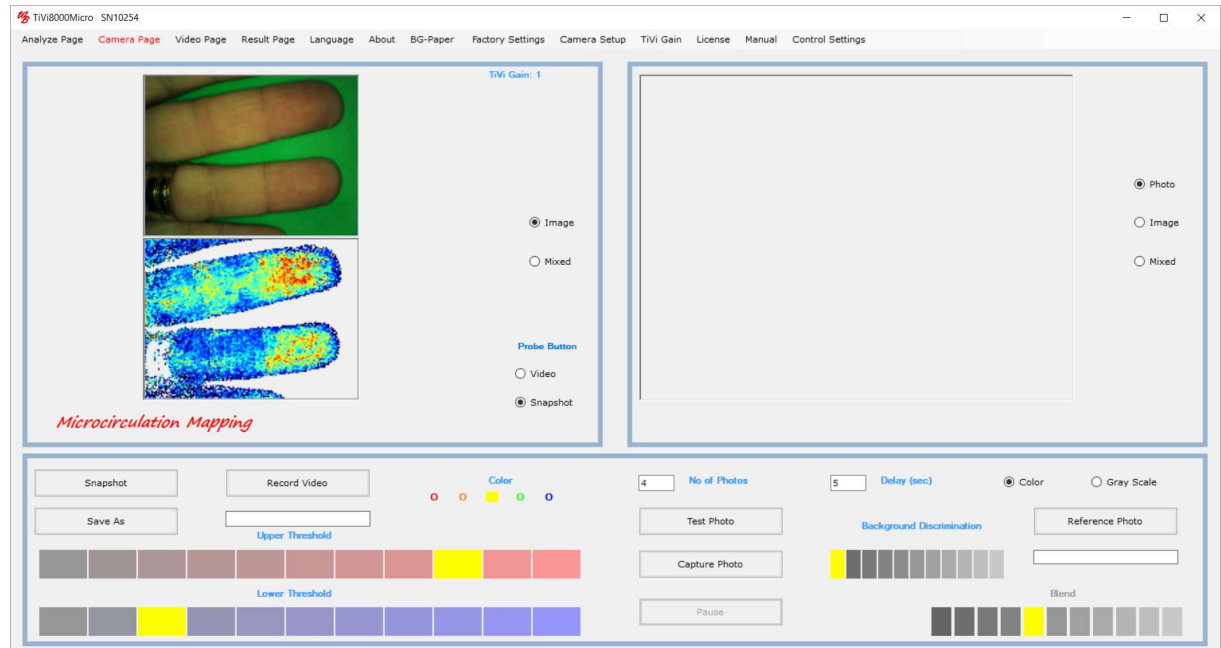 TiVi8000Micro SN10254
Analyze Page Camera Page Video Page Result Page Language About BG-Paper Factory Settings Camera Setup TiVi Gain License Manual Control Settings
TiVi Gain: 1
Image
Mixed
Probe Button
Video
Snapshot
Microcirculation Mapping
Photo
Image
Mixed
Snapshot Record Video Color
O O O O
Save As
Upper Threshold
Lower Threshold
4 No of Photos 5 Delay (sec) Color Gray Scale
Test Photo Background Discrimination Reference Photo
Capture Photo
Blend
Pause